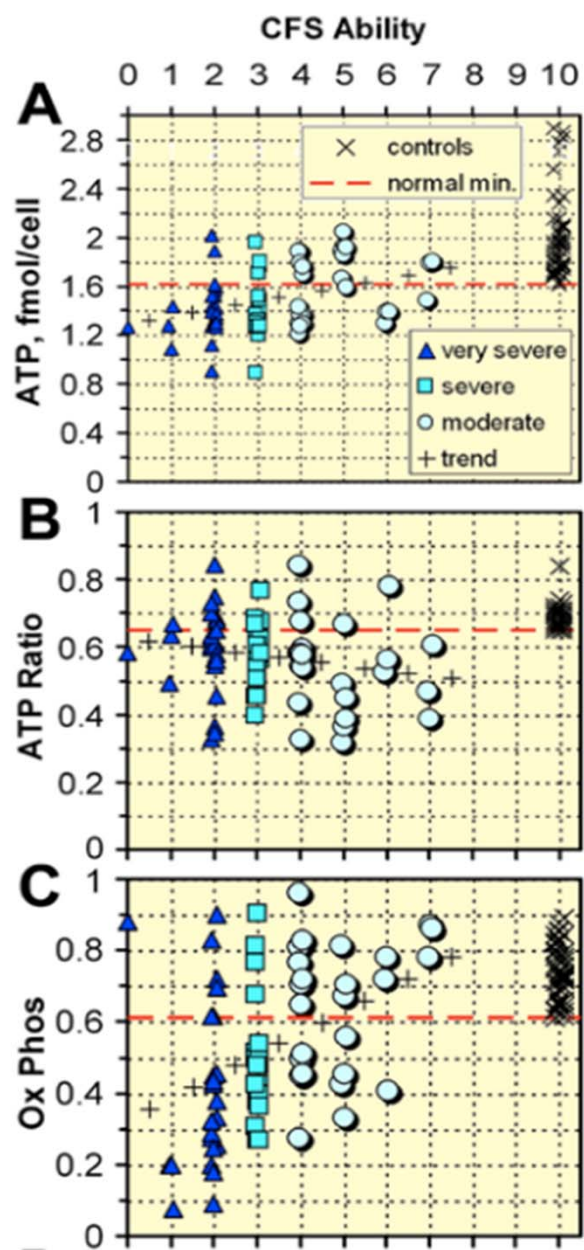 CFS Ability
0 1 2 3 4 5 6 7 8 9 10
A
ATP, fmol/cell
2.8
2.4
2
1.6
1.2
0.8
0.4
0
controls
normal min.
very severe
severe
moderate
trend
B
ATP Ratio
1
0.8
0.6
0.4
0.2
0
C
Ox Phos
1
0.8
0.6
0.4
0.2
0